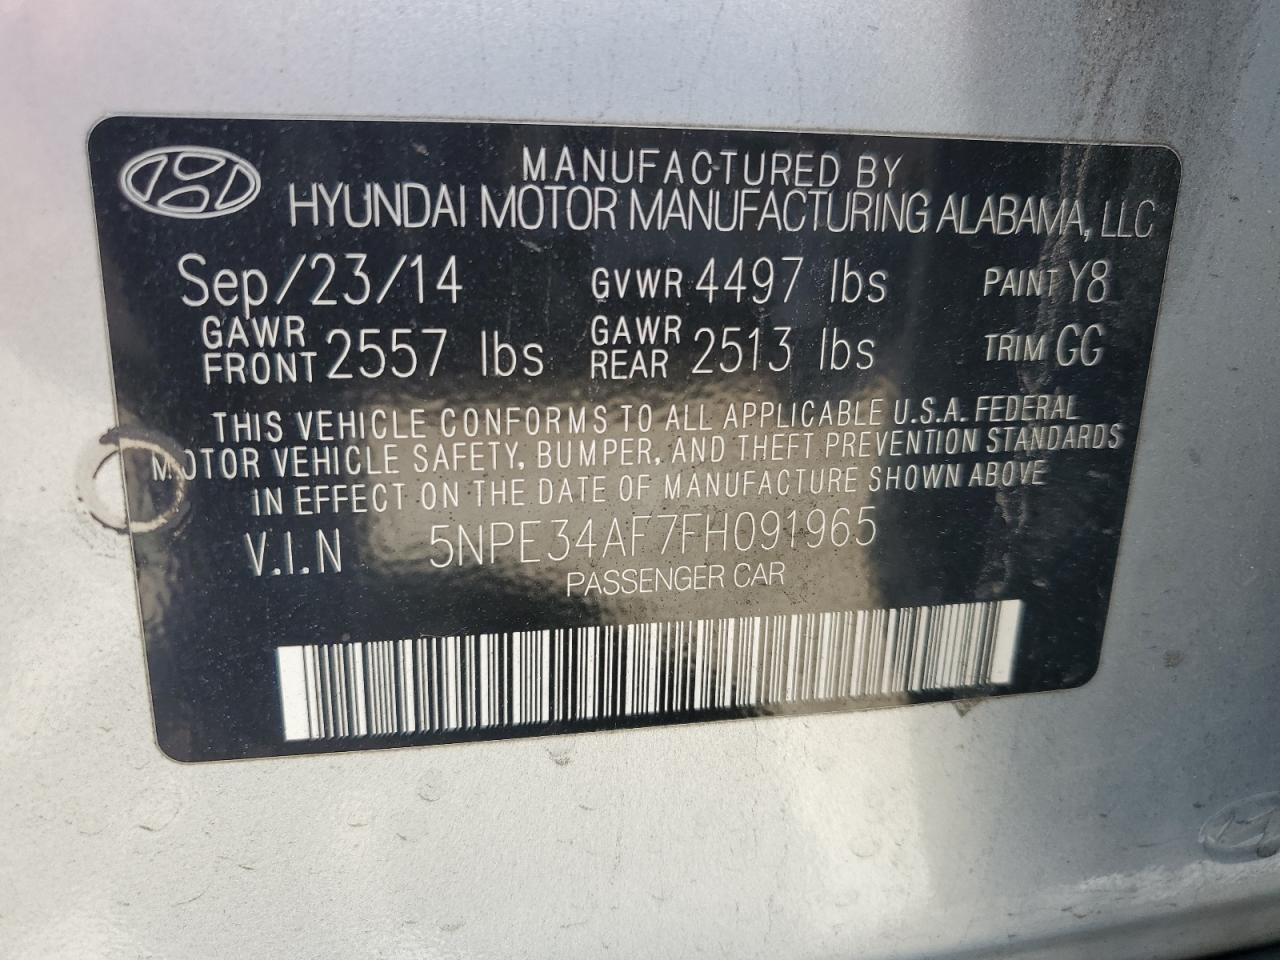 MANUFACTURED BY
HYUNDAI MOTOR MANUFACTURING ALABAMA, LLC
Sep/23/14 GVWR 4497 lbs PAINT Y8
GAWR FRONT 2557 lbs GAWR REAR 2513 lbs TRIM GG
THIS VEHICLE CONFORMS TO ALL APPLICABLE U.S.A. FEDERAL
MOTOR VEHICLE SAFETY, BUMPER, AND THEFT PREVENTION STANDARDS
IN EFFECT ON THE DATE OF MANUFACTURE SHOWN ABOVE
V.I.N 5NPE34AF7FH091965
PASSENGER CAR